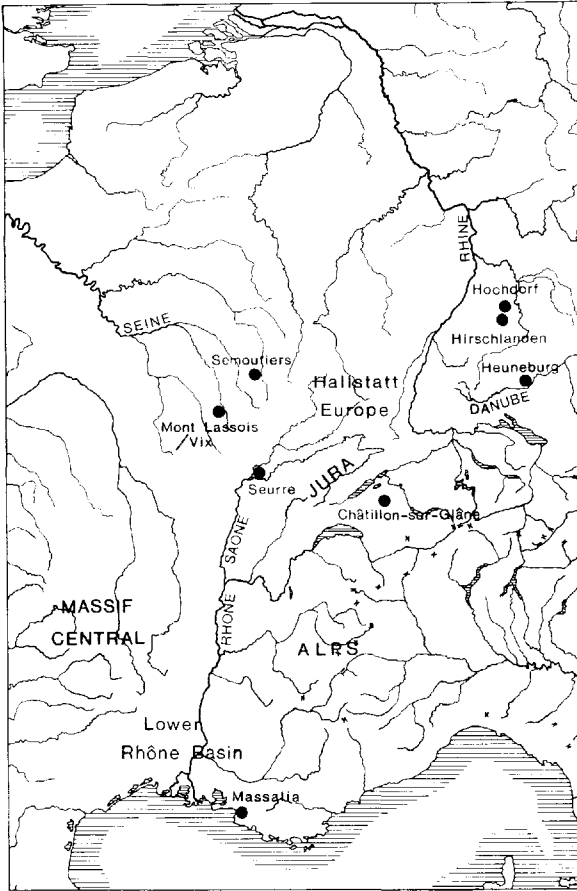 RHINE
Hochdorf
Hirschlanden
Heuneburg
DANUBE
SEINE
Semoutiers
Hallstatt
Europe
Mont Lassois
/Vix
JURA
Seurre
Châtillon-sur-Glâne
SAONE
RHONE
MASSIF
CENTRAL
ALPS
Lower
Rhône Basin
Massalia